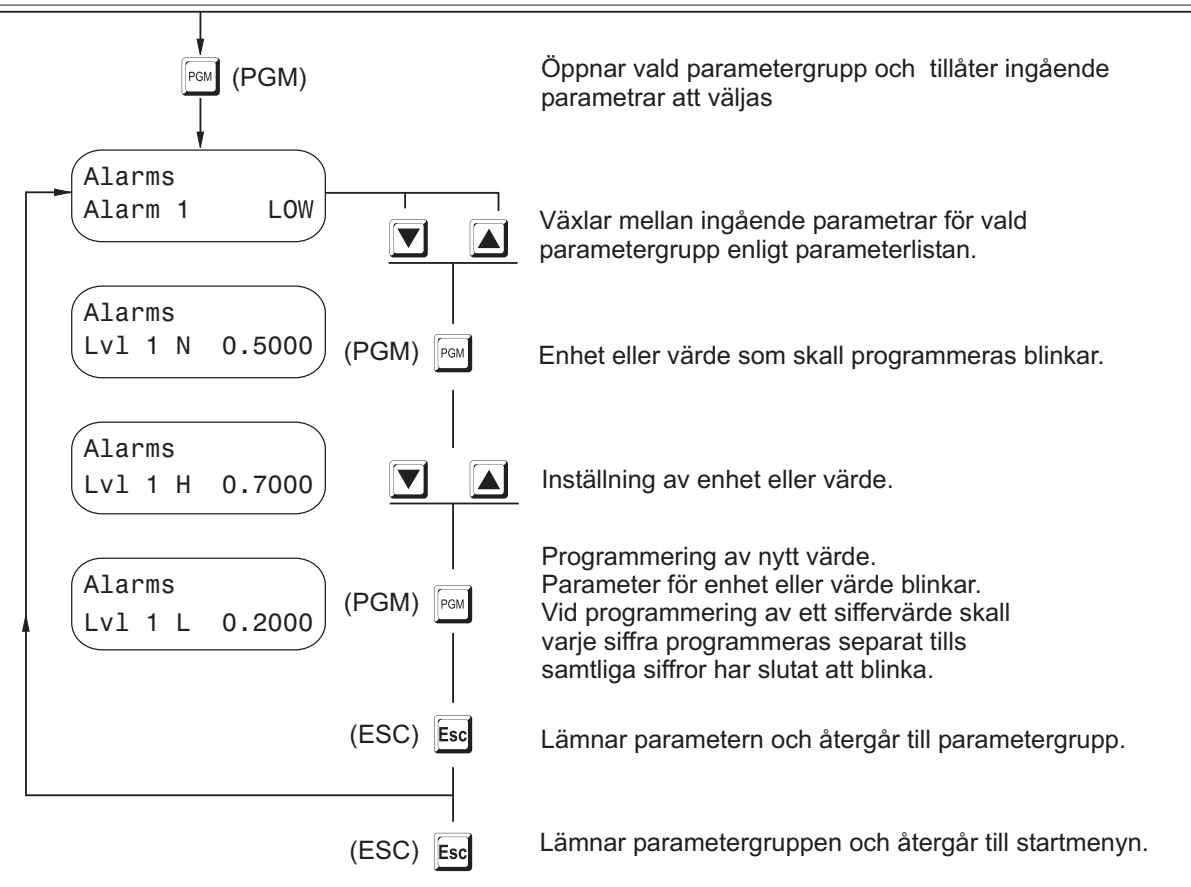 PGM (PGM)
Öppnar vald parametergrupp och tillåter ingående
parametrar att väljas
Alarms
Alarm 1 LOW
Växlar mellan ingående parametrar för vald
parametergrupp enligt parameterlistan.
Alarms
Lvl 1 N 0.5000
(PGM) PGM
Enhet eller värde som skall programmeras blinkar.
Alarms
Lvl 1 H 0.7000
Inställning av enhet eller värde.
Alarms
Lvl 1 L 0.2000
(PGM) PGM
Programmering av nytt värde.
Parameter för enhet eller värde blinkar.
Vid programmering av ett siffervärde skall
varje siffra programmeras separat tills
samtliga siffror har slutat att blinka.
(ESC) Esc
Lämnar parametern och återgår till parametergrupp.
(ESC) Esc
Lämnar parametergruppen och återgår till startmenyn.